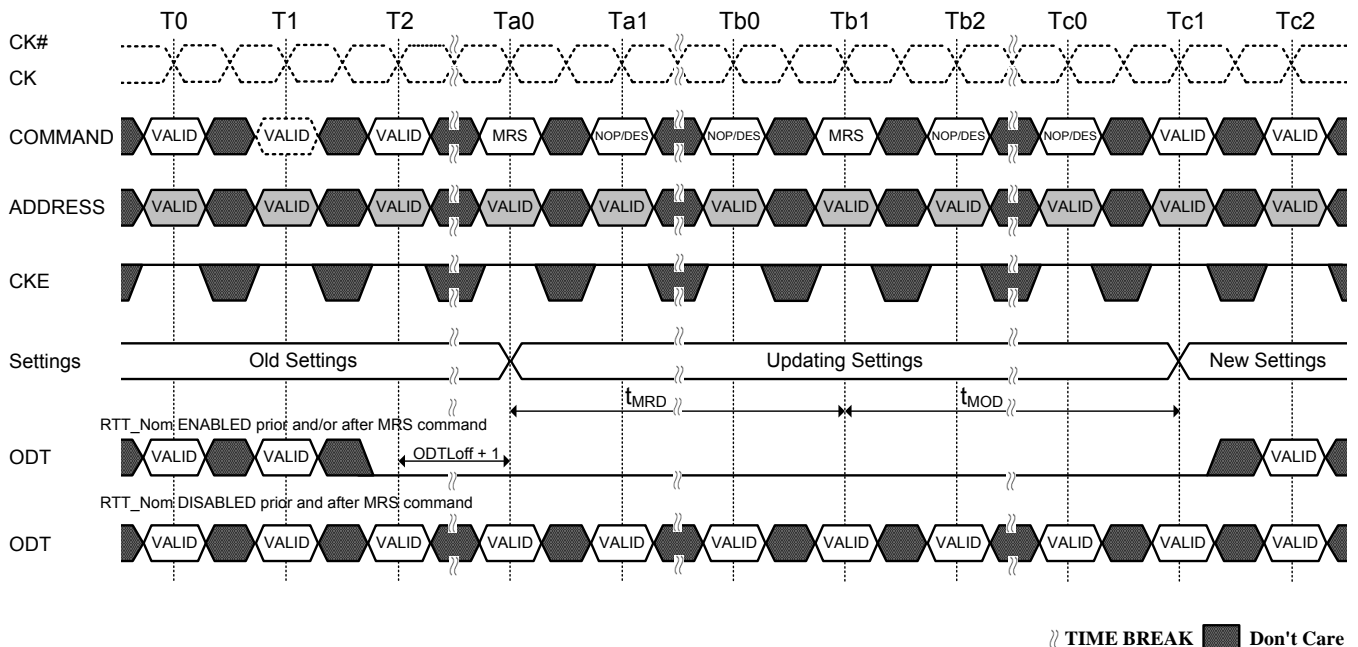 T0 T1 T2 Ta0 Ta1 Tb0 Tb1 Tb2 Tc0 Tc1 Tc2
CK#
CK
COMMAND VALID VALID VALID MRS NOP/DES NOP/DES MRS NOP/DES NOP/DES VALID VALID
ADDRESS VALID VALID VALID VALID VALID VALID VALID VALID VALID VALID VALID
CKE
Settings Old Settings Updating Settings New Settings
tMRD tMOD
RTT_Nom ENABLED prior and/or after MRS command
ODT VALID VALID ODTLoff + 1 VALID
RTT_Nom DISABLED prior and after MRS command
ODT VALID VALID VALID VALID VALID VALID VALID VALID VALID VALID VALID
TIME BREAK Don't Care